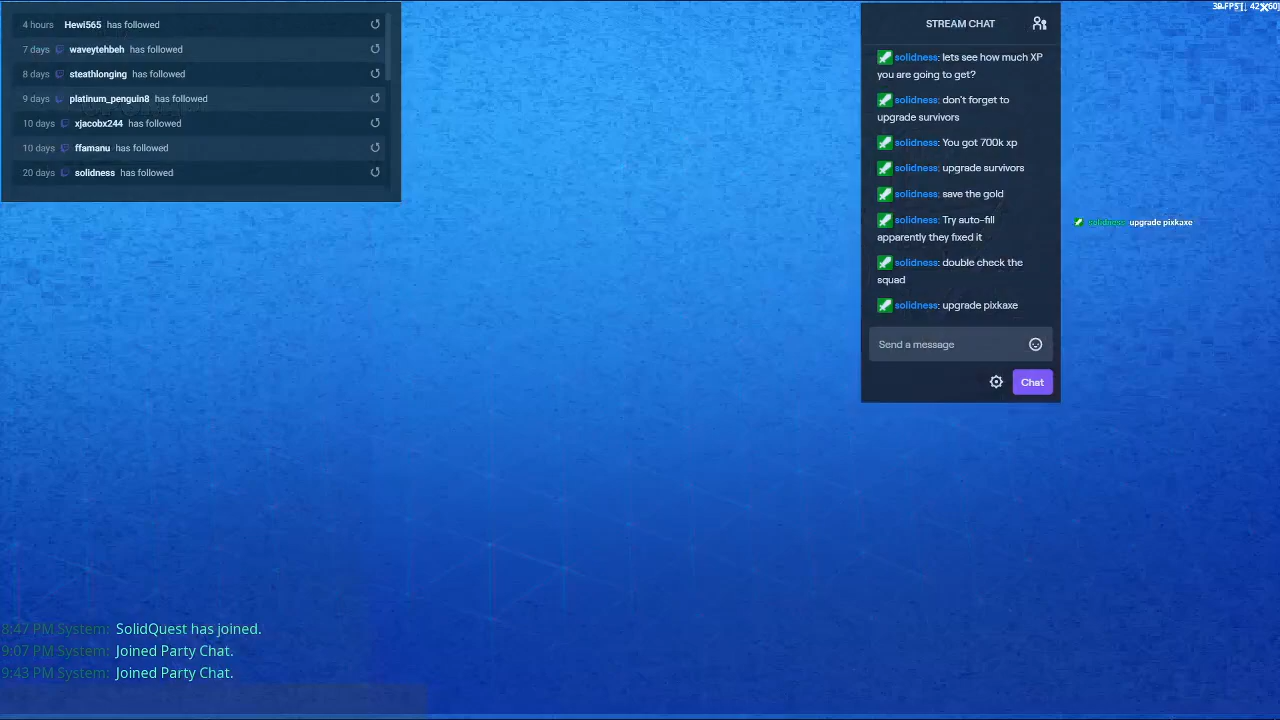 4 hours Hewi565 has followed
7 days waveytehbeh has followed
8 days steathlonging has followed
9 days platinum_penguin8 has followed
10 days xjacobx244 has followed
10 days ffamanu has followed
20 days solidness has followed
STREAM CHAT
solidness: lets see how much XP
you are going to get?
solidness: don't forget to
upgrade survivors
solidness: You got 700k xp
solidness: upgrade survivors
solidness: save the gold
solidness: Try auto-fill
apparently they fixed it
solidness: double check the
squad
solidness: upgrade pixkaxe
Send a message
Chat
solidness: upgrade pixkaxe
8:47 PM System: SolidQuest has joined.
9:07 PM System: Joined Party Chat.
9:43 PM System: Joined Party Chat.